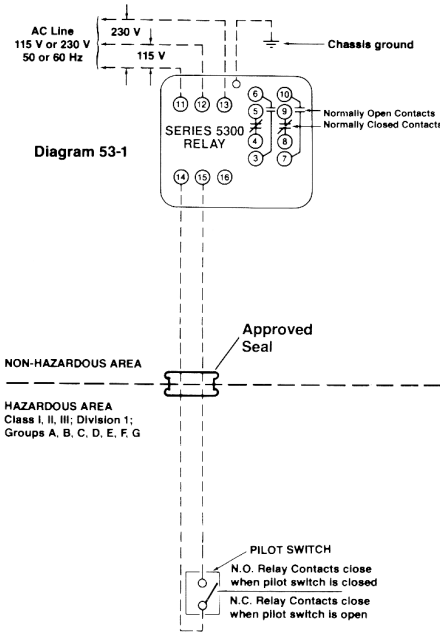 AC Line
115 V or 230 V
50 or 60 Hz
230 V
115 V
Chassis ground
11 12 13
6 10
5 9
4 8
3 7
Normally Open Contacts
Normally Closed Contacts
SERIES 5300
RELAY
Diagram 53-1
14 15 16
Approved
Seal
NON-HAZARDOUS AREA
HAZARDOUS AREA
Class I, II, III; Division 1;
Groups A, B, C, D, E, F, G
PILOT SWITCH
N.O. Relay Contacts close
when pilot switch is closed
N.C. Relay Contacts close
when pilot switch is open